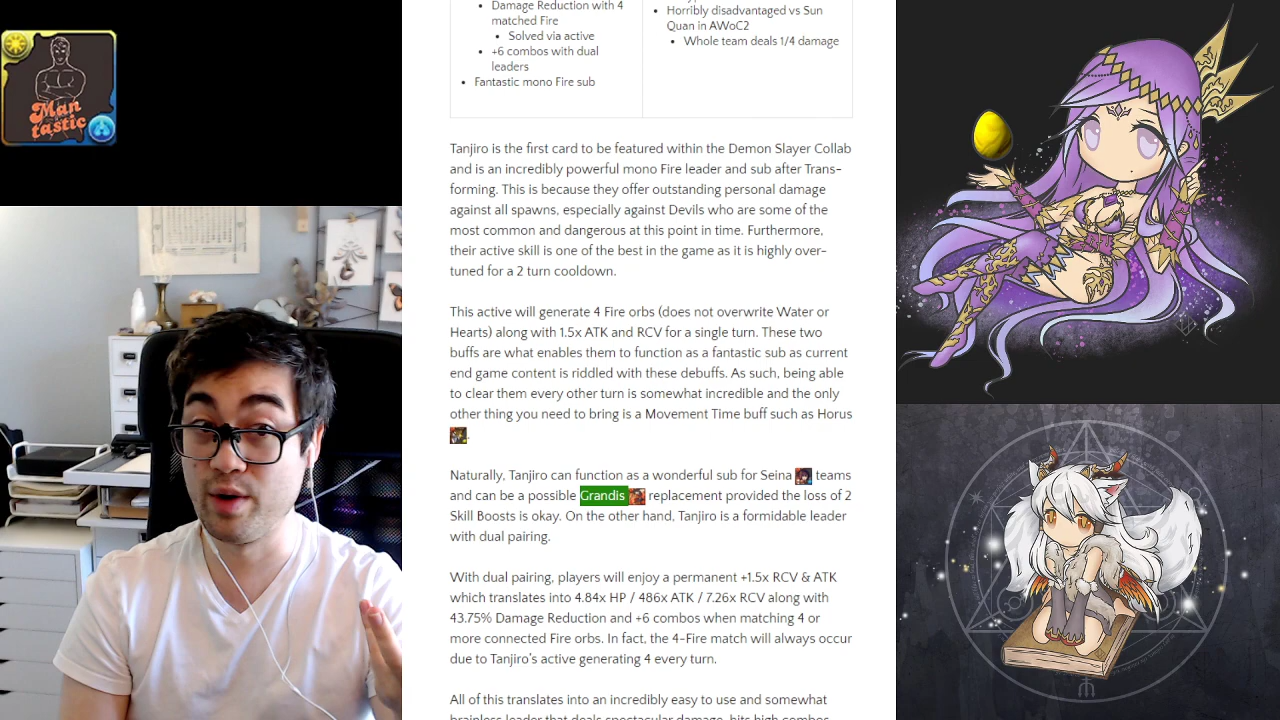 Man
tastic
Damage Reduction with 4
matched Fire
Solved via active
+6 combos with dual
leaders
Fantastic mono Fire sub
Horribly disadvantaged vs Sun
Quan in AWoC2
Whole team deals 1/4 damage
Tanjiro is the first card to be featured within the Demon Slayer Collab
and is an incredibly powerful mono Fire leader and sub after Trans-
forming. This is because they offer outstanding personal damage
against all spawns, especially against Devils who are some of the
most common and dangerous at this point in time. Furthermore,
their active skill is one of the best in the game as it is highly over-
tuned for a 2 turn cooldown.
This active will generate 4 Fire orbs (does not overwrite Water or
Hearts) along with 1.5x ATK and RCV for a single turn. These two
buffs are what enables them to function as a fantastic sub as current
end game content is riddled with these debuffs. As such, being able
to clear them every other turn is somewhat incredible and the only
other thing you need to bring is a Movement Time buff such as Horus
.
Naturally, Tanjiro can function as a wonderful sub for Seina teams
and can be a possible Grandis replacement provided the loss of 2
Skill Boosts is okay. On the other hand, Tanjiro is a formidable leader
with dual pairing.
With dual pairing, players will enjoy a permanent +1.5x RCV & ATK
which translates into 4.84x HP / 486x ATK / 7.26x RCV along with
43.75% Damage Reduction and +6 combos when matching 4 or
more connected Fire orbs. In fact, the 4-Fire match will always occur
due to Tanjiro's active generating 4 every turn.
All of this translates into an incredibly easy to use and somewhat
brainless leader that deals spectacular damage, hits high combos,